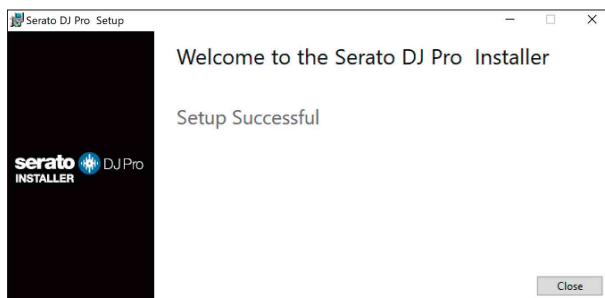 Serato DJ Pro Setup
Welcome to the Serato DJ Pro Installer
Setup Successful
serato DJ Pro
INSTALLER
Close